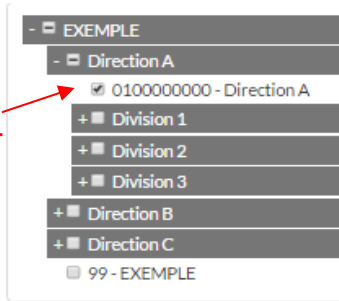 - EXEMPLE
- Direction A
0100000000 - Direction A
+ Division 1
+ Division 2
+ Division 3
+ Direction B
+ Direction C
99 - EXEMPLE